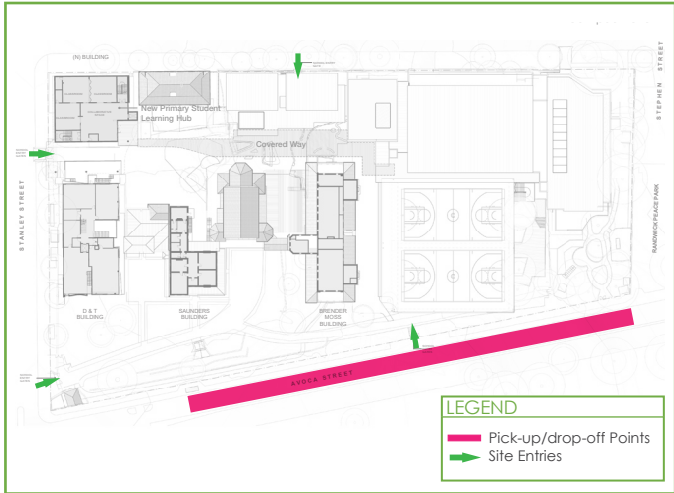 (N) BUILDING
STEPHEN STREET
New Primary Student
Learning Hub
Covered Way
STANLEY STREET
RANDWICK PEACE PARK
D & T
BUILDING
SAUNDERS
BUILDING
BRENDER
MOSS
BUILDING
AVOCA STREET
LEGEND
Pick-up/drop-off Points
Site Entries